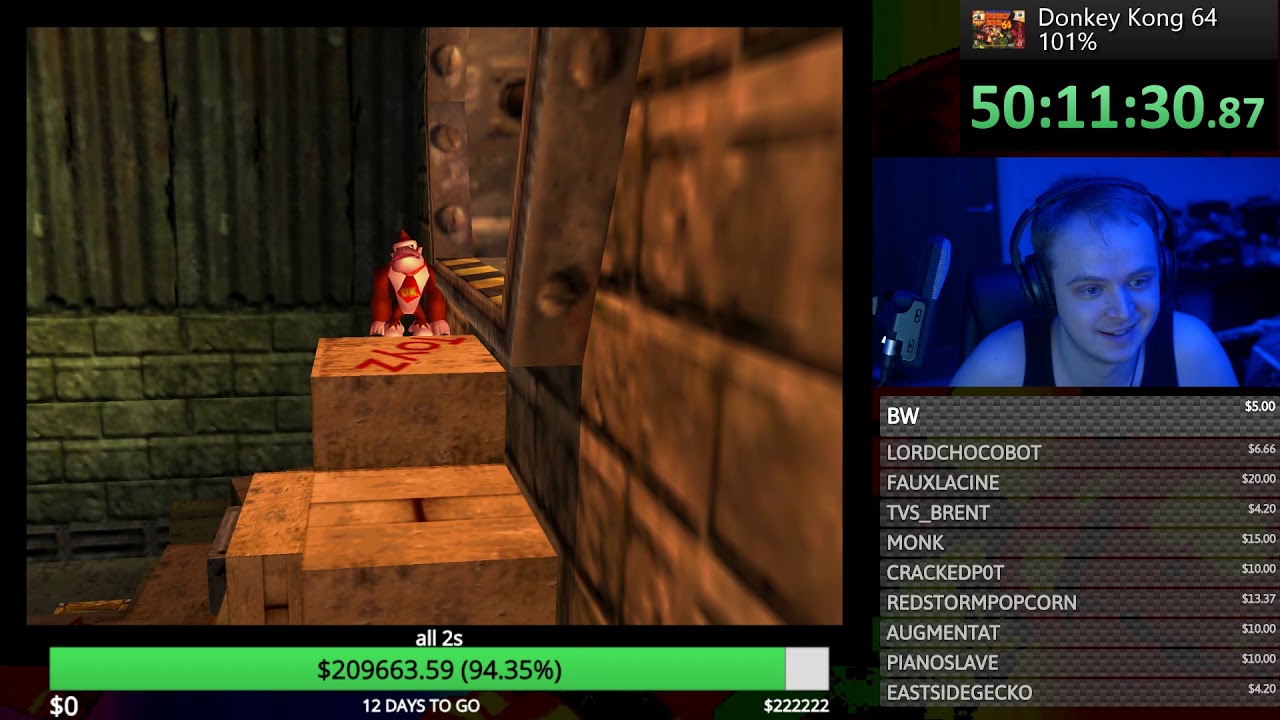 Donkey Kong 64
101%
50:11:30.87
TOYZ
BW $5.00
LORDCHOCOBOT $6.66
FAUXLACINE $20.00
TVS_BRENT $4.20
MONK $15.00
CRACKEDP0T $10.00
REDSTORMPOPCORN $13.37
AUGMENTAT $10.00
PIANOSLAVE $10.00
EASTSIDEGECKO $4.20
all 2s
$209663.59 (94.35%)
$0 12 DAYS TO GO $222222